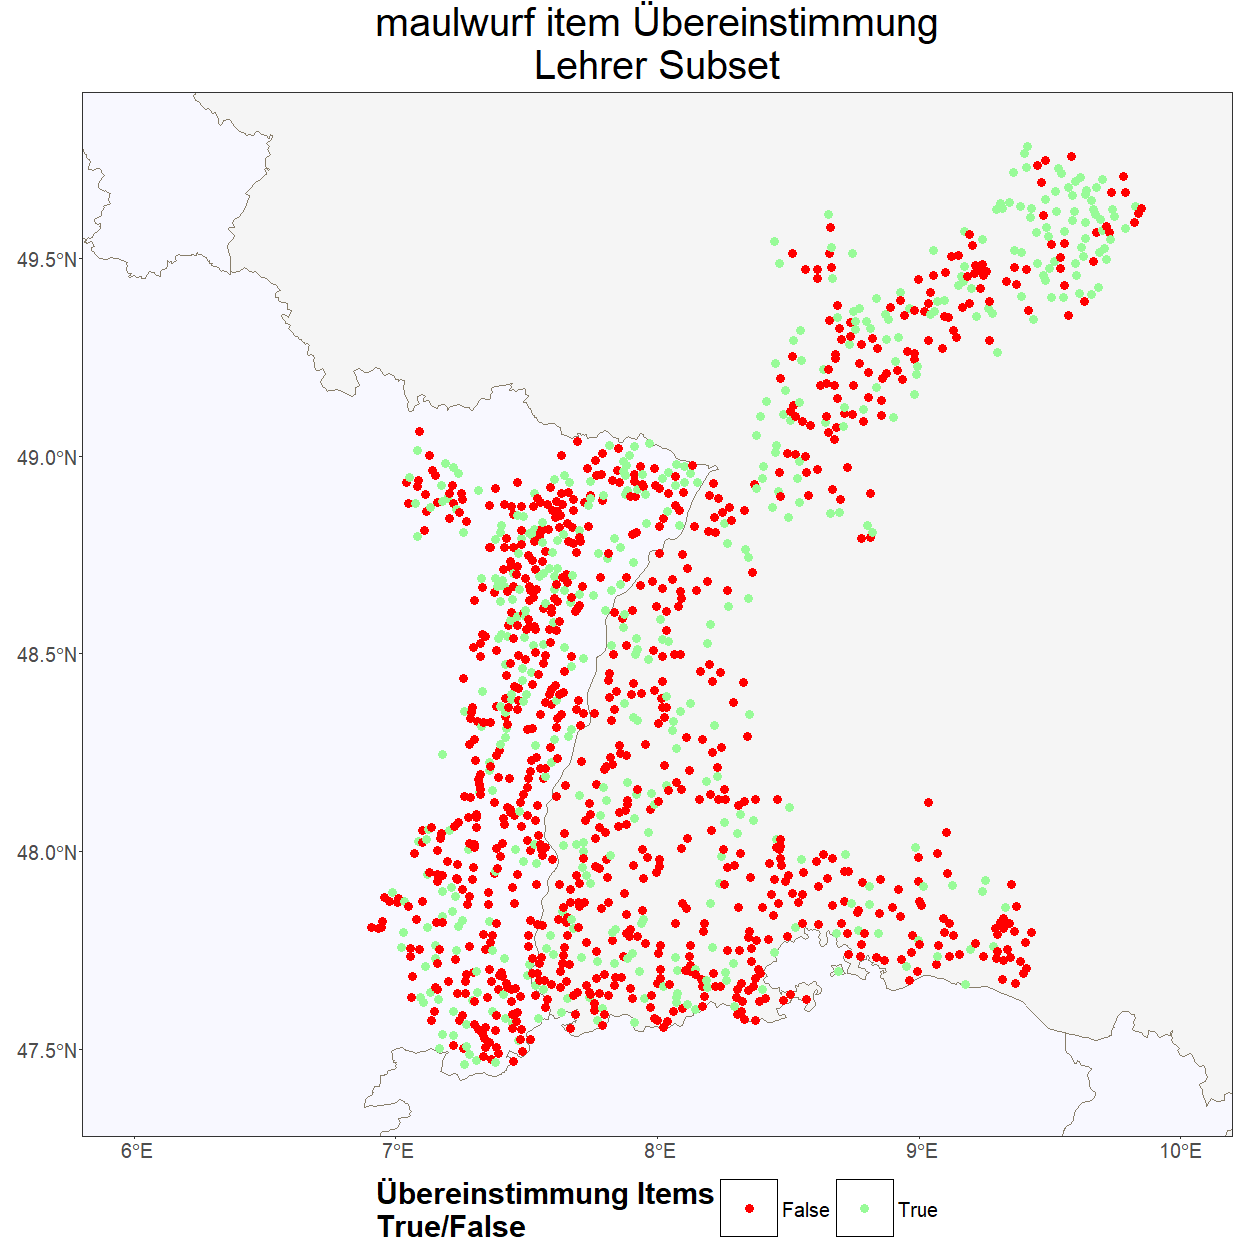 maulwurf item Übereinstimmung
Lehrer Subset
49.5°N
49.0°N
48.5°N
48.0°N
47.5°N
6°E 7°E 8°E 9°E 10°E
Übereinstimmung Items
True/False
False True